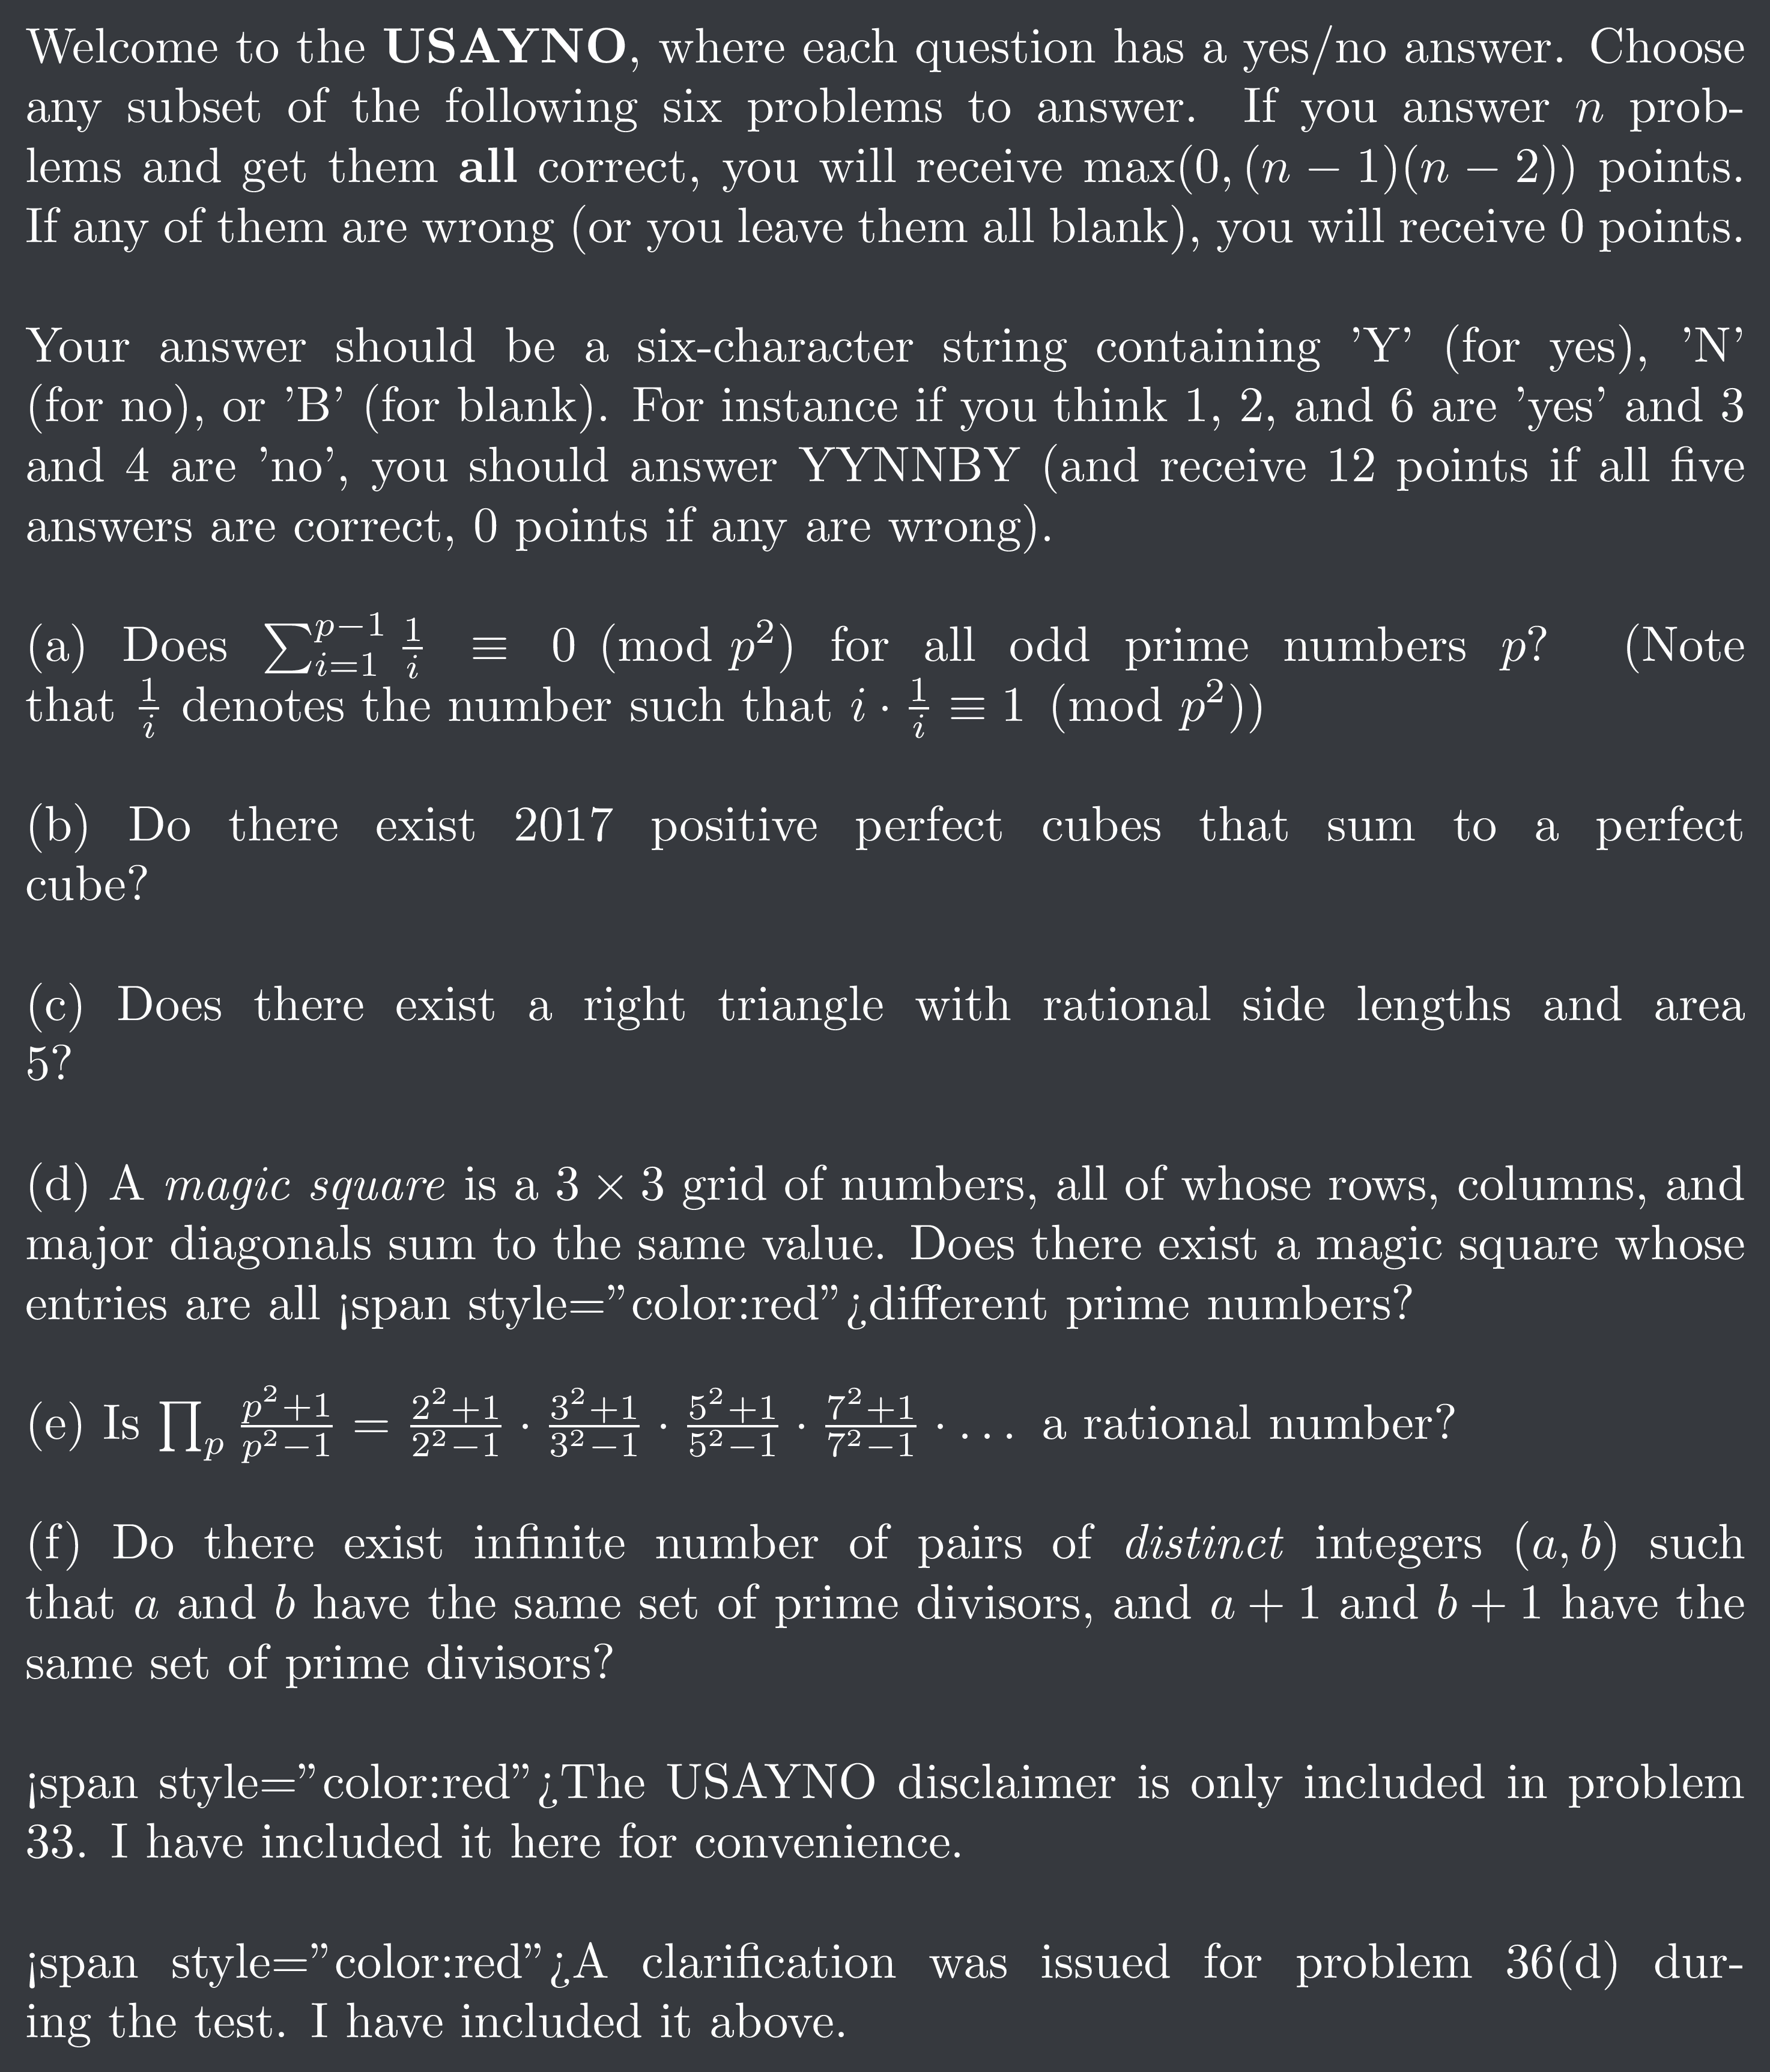 Welcome to the USAYNO, where each question has a yes/no answer. Choose
any subset of the following six problems to answer. If you answer n prob-
lems and get them all correct, you will receive max(0, (n − 1)(n − 2)) points.
If any of them are wrong (or you leave them all blank), you will receive 0 points.
Your answer should be a six-character string containing ’Y’ (for yes), ’N’
(for no), or ’B’ (for blank). For instance if you think 1, 2, and 6 are ’yes’ and 3
and 4 are ’no’, you should answer YYNNBY (and receive 12 points if all five
answers are correct, 0 points if any are wrong).
(a) Does $\sum_{i=1}^{p-1} \frac{1}{i} \equiv 0 \pmod{p^2}$ for all odd prime numbers p? (Note
that $\frac{1}{i}$ denotes the number such that $i \cdot \frac{1}{i} \equiv 1 \pmod{p^2}$)
(b) Do there exist 2017 positive perfect cubes that sum to a perfect
cube?
(c) Does there exist a right triangle with rational side lengths and area
5?
(d) A magic square is a 3 × 3 grid of numbers, all of whose rows, columns, and
major diagonals sum to the same value. Does there exist a magic square whose
entries are all ¡span style=”color:red”¿different prime numbers?
(e) Is $\prod_p \frac{p^2+1}{p^2-1} = \frac{2^2+1}{2^2-1} \cdot \frac{3^2+1}{3^2-1} \cdot \frac{5^2+1}{5^2-1} \cdot \frac{7^2+1}{7^2-1} \cdot \ldots$ a rational number?
(f) Do there exist infinite number of pairs of distinct integers (a, b) such
that a and b have the same set of prime divisors, and a + 1 and b + 1 have the
same set of prime divisors?
¡span style=”color:red”¿The USAYNO disclaimer is only included in problem
33. I have included it here for convenience.
¡span style=”color:red”¿A clarification was issued for problem 36(d) dur-
ing the test. I have included it above.